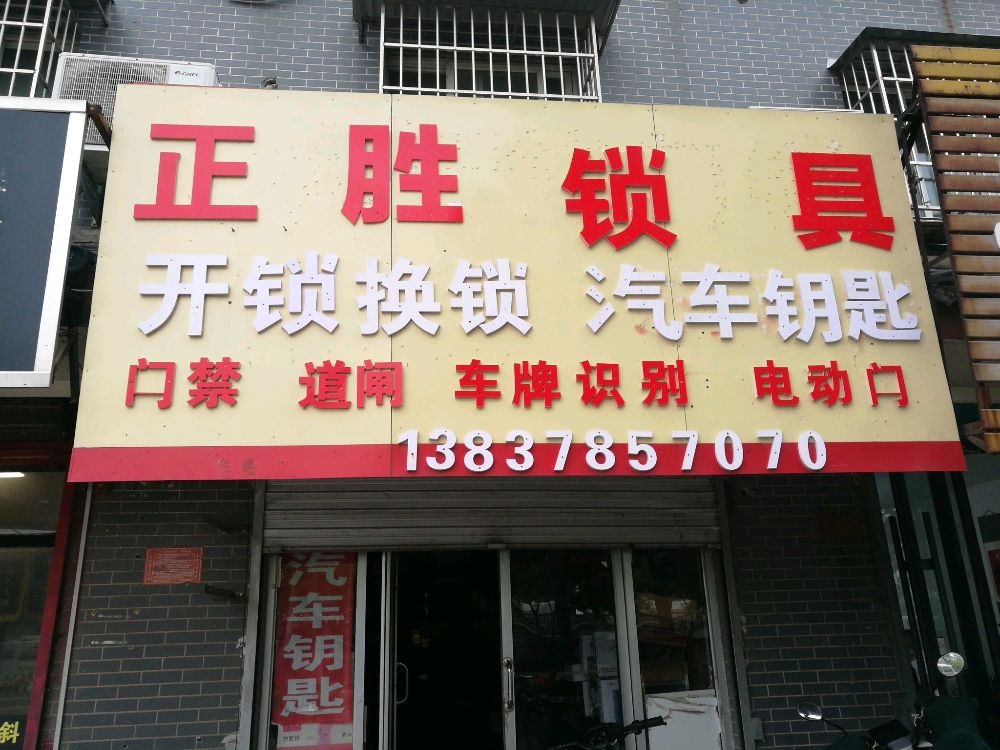 正胜锁具
开锁换锁 汽车钥匙
门禁 道闸 车牌识别 电动门
13837857070
汽车钥匙
斜